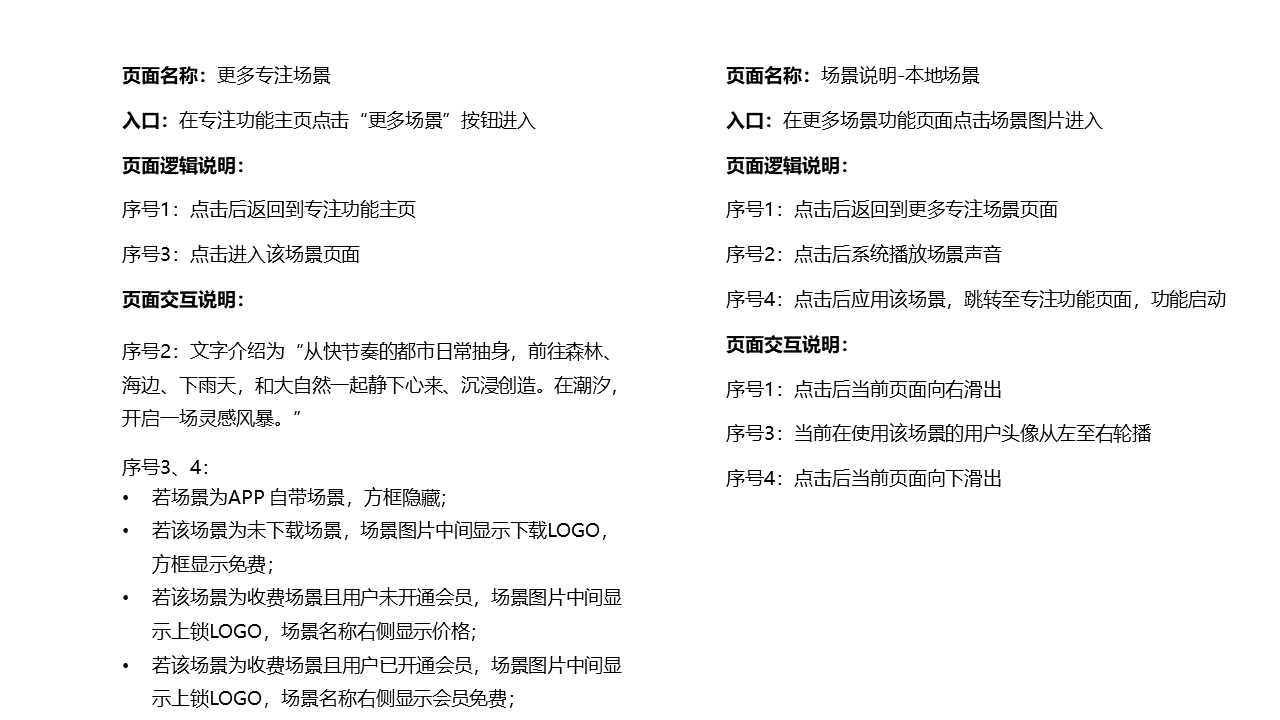 页面名称：更多专注场景
入口：在专注功能主页点击“更多场景”按钮进入
页面逻辑说明：
序号1：点击后返回到专注功能主页
序号3：点击进入该场景页面
页面交互说明：
序号2：文字介绍为“从快节奏的都市日常抽身，前往森林、
海边、下雨天，和大自然一起静下心来、沉浸创造。在潮汐，
开启一场灵感风暴。”
序号3、4：
• 若场景为APP自带场景，方框隐藏；
• 若该场景为未下载场景，场景图片中间显示下载LOGO，
方框显示免费；
• 若该场景为收费场景且用户未开通会员，场景图片中间显
示上锁LOGO，场景名称右侧显示价格；
• 若该场景为收费场景且用户已开通会员，场景图片中间显
示上锁LOGO，场景名称右侧显示会员免费；
页面名称：场景说明-本地场景
入口：在更多场景功能页面点击场景图片进入
页面逻辑说明：
序号1：点击后返回到更多专注场景页面
序号2：点击后系统播放场景声音
序号4：点击后应用该场景，跳转至专注功能页面，功能启动
页面交互说明：
序号1：点击后当前页面向右滑出
序号3：当前在使用该场景的用户头像从左至右轮播
序号4：点击后当前页面向下滑出